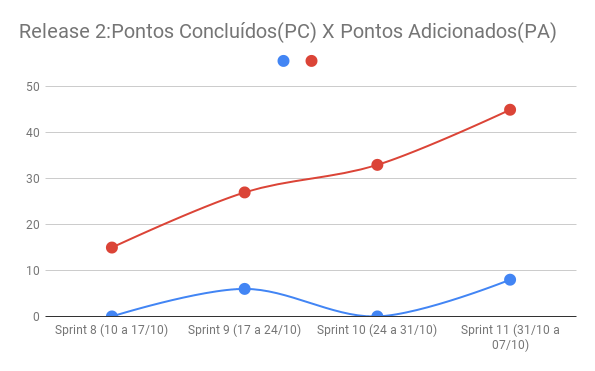 Release 2:Pontos Concluídos(PC) X Pontos Adicionados(PA)
50
40
30
20
10
0
Sprint 8 (10 a 17/10)
Sprint 9 (17 a 24/10)
Sprint 10 (24 a 31/10)
Sprint 11 (31/10 a
07/10)